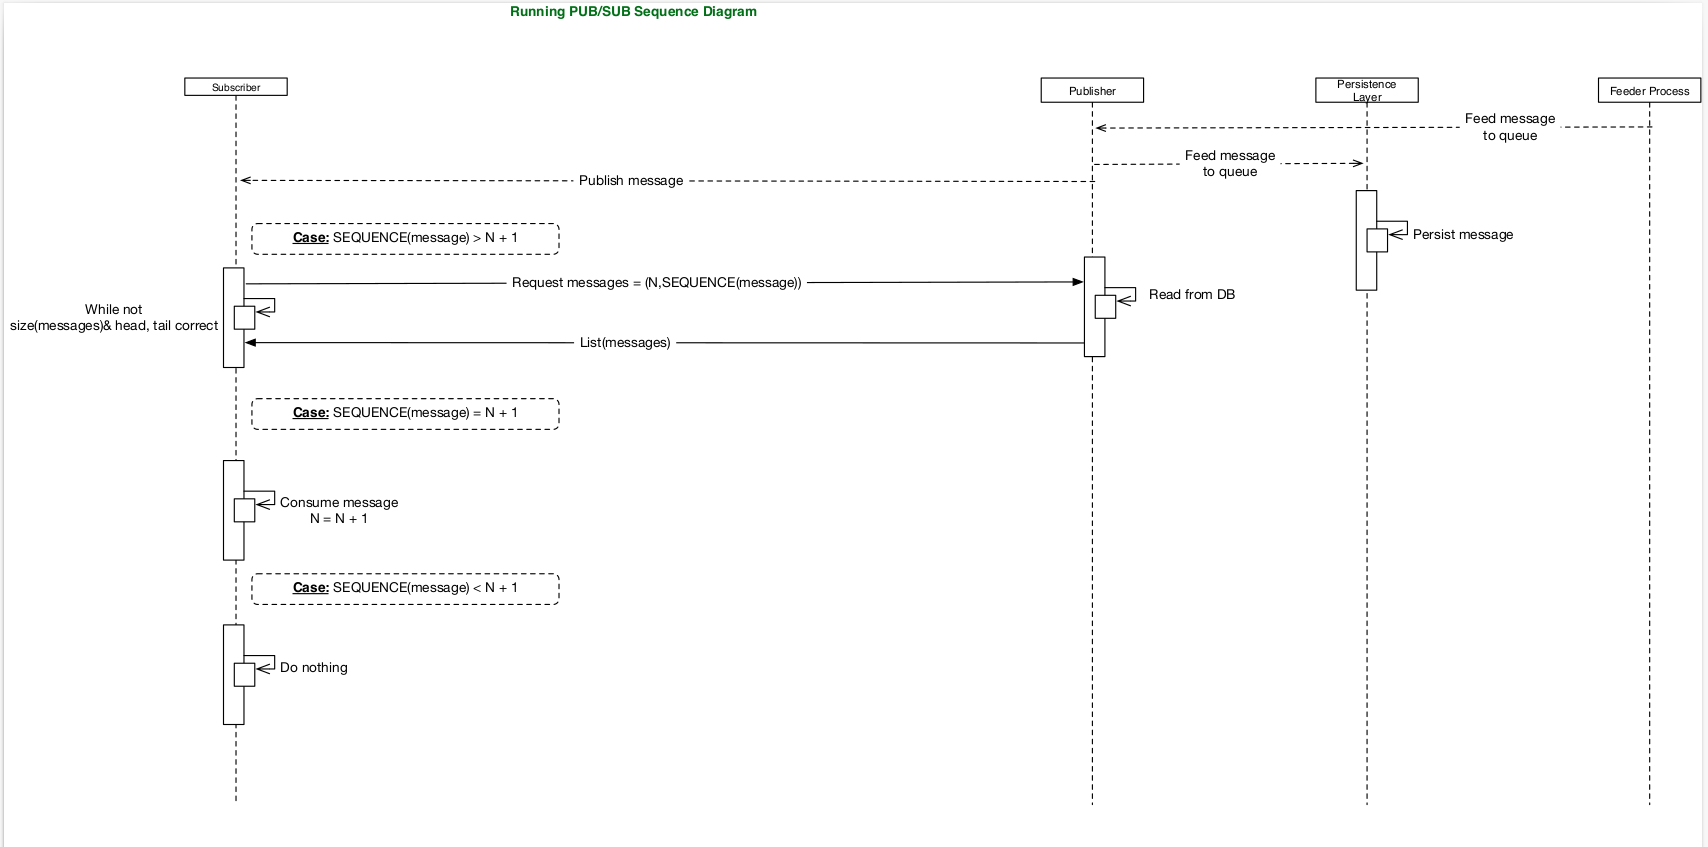 Running PUB/SUB Sequence Diagram
Subscriber
Publisher
Persistence
Layer
Feeder Process
Feed message
to queue
Feed message
to queue
Publish message
Case: SEQUENCE(message) > N + 1
Persist message
Request messages = (N,SEQUENCE(message))
Read from DB
While not
size(messages)& head, tail correct
List(messages)
Case: SEQUENCE(message) = N + 1
Consume message
N = N + 1
Case: SEQUENCE(message) < N + 1
Do nothing